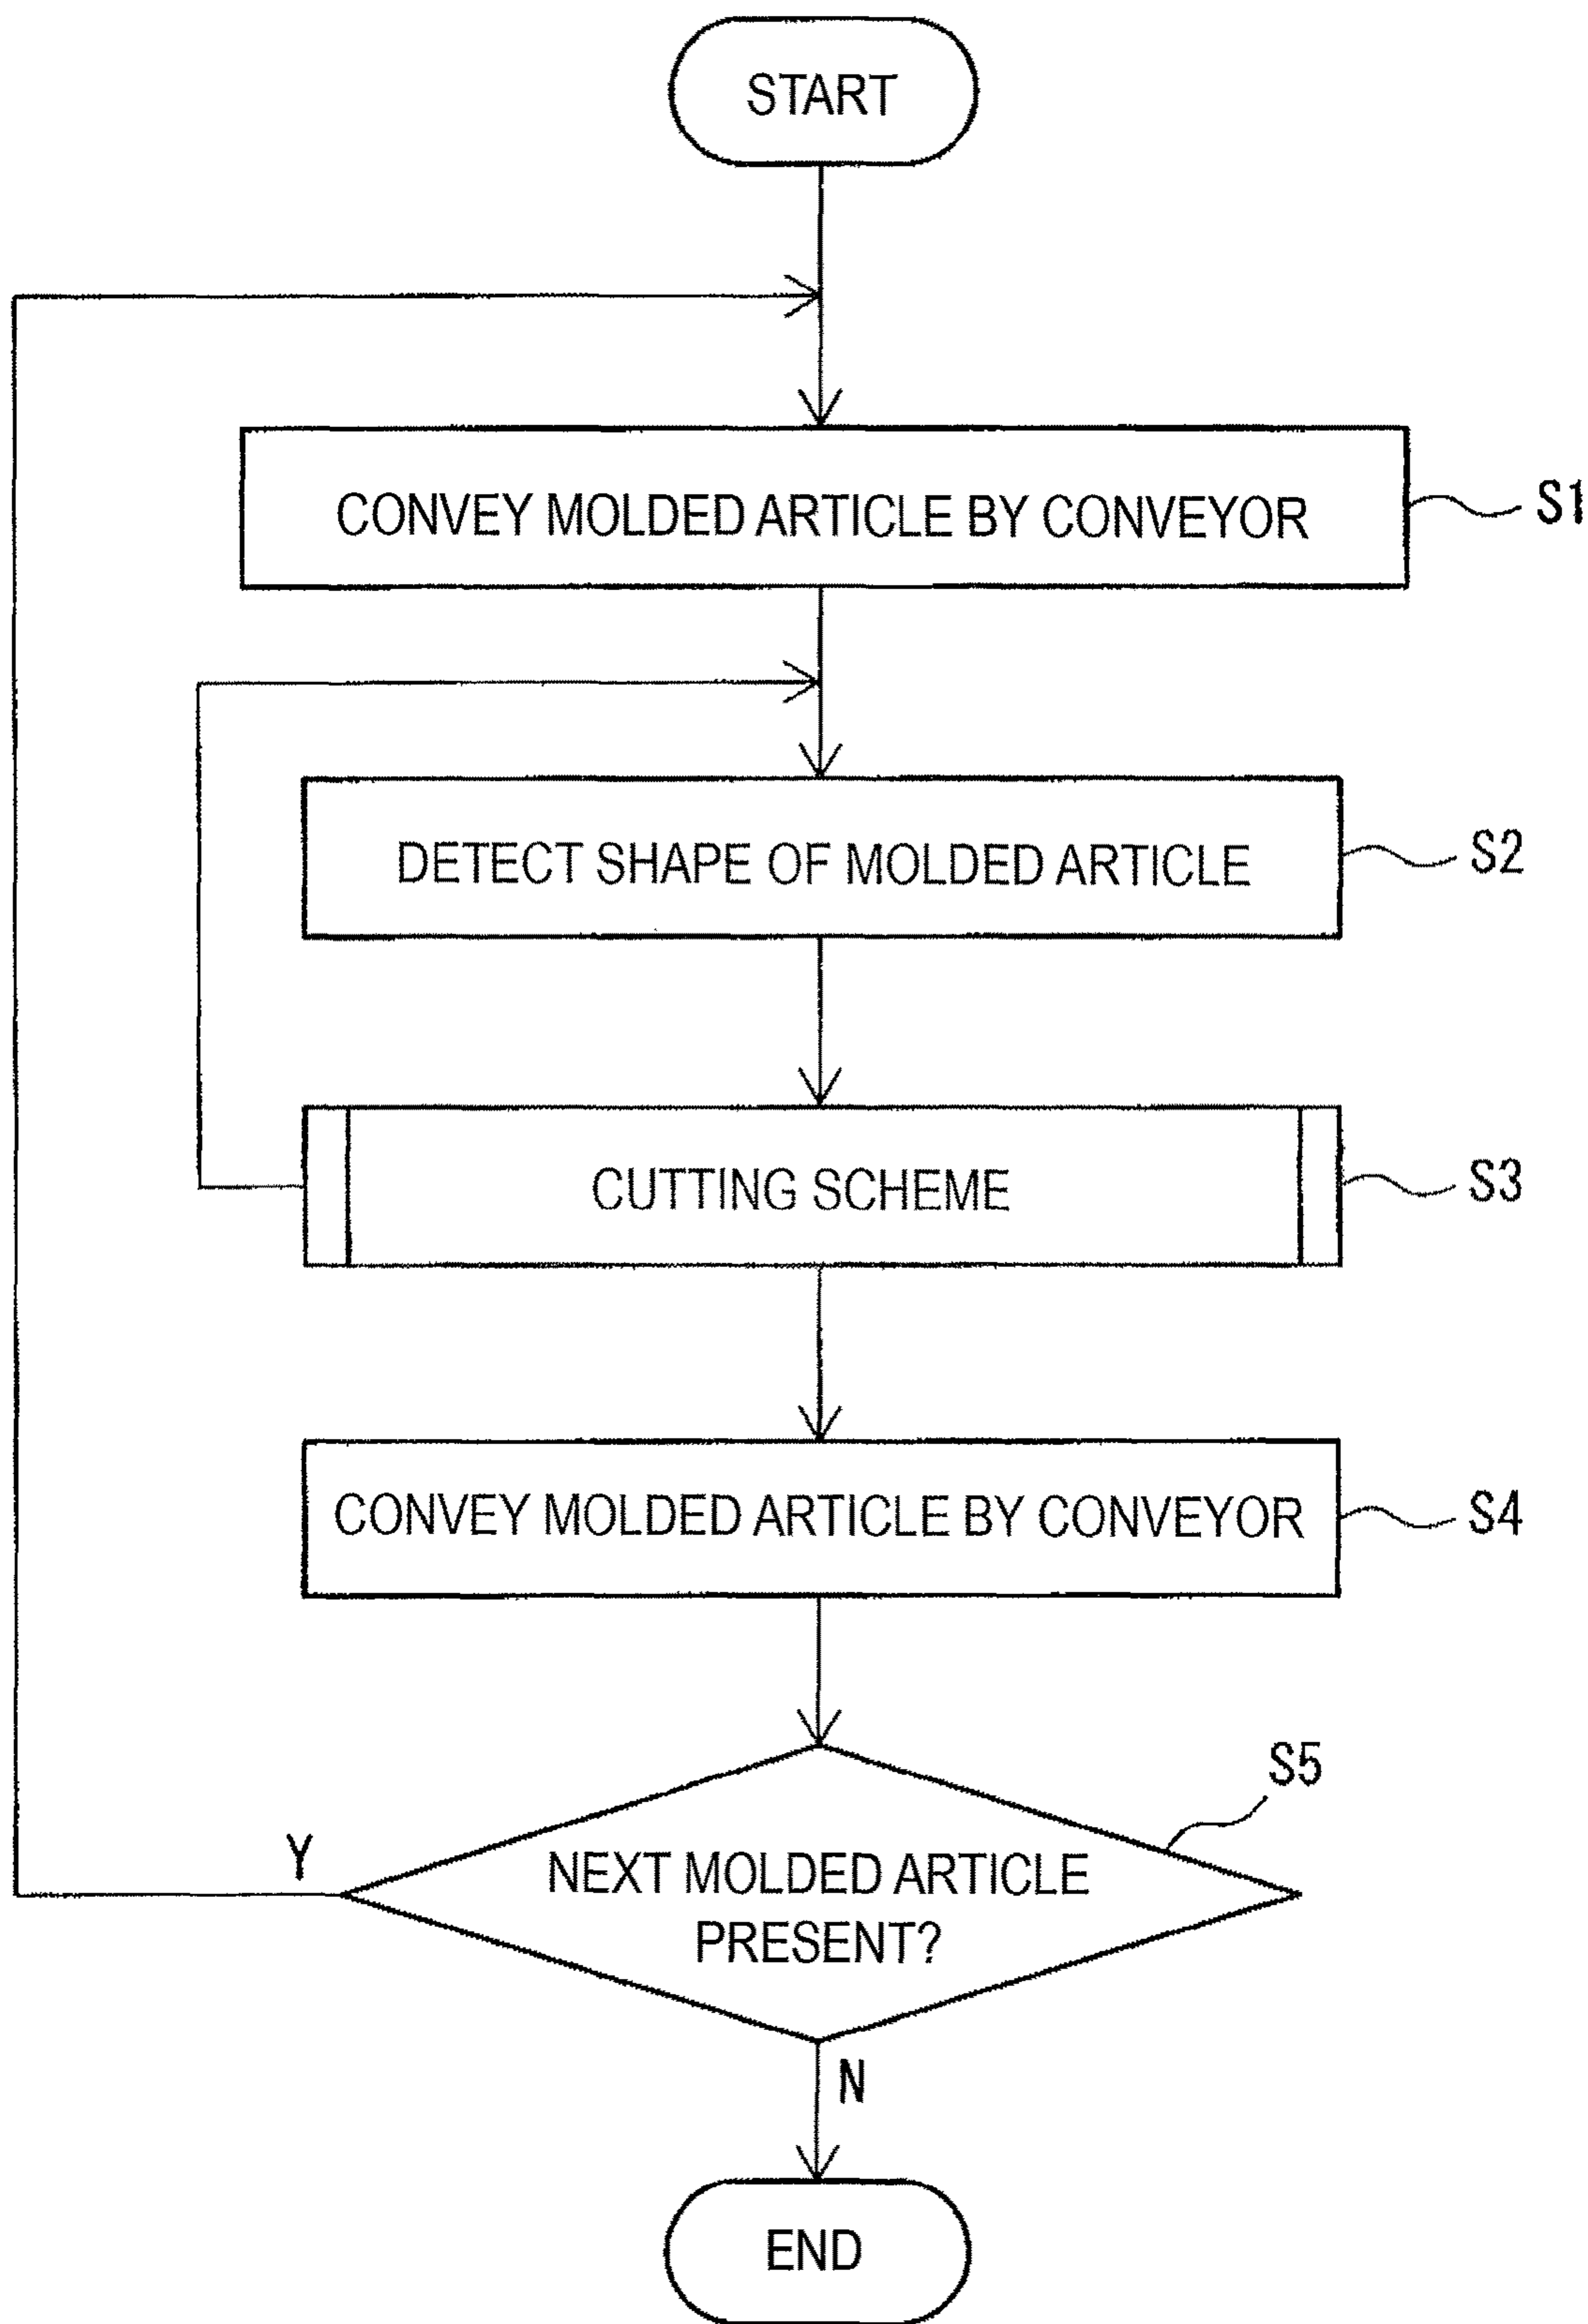 START
CONVEY MOLDED ARTICLE BY CONVEYOR
S1
DETECT SHAPE OF MOLDED ARTICLE
S2
CUTTING SCHEME
S3
CONVEY MOLDED ARTICLE BY CONVEYOR
S4
S5
Y
NEXT MOLDED ARTICLE
PRESENT?
N
END